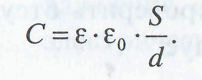 C = ε · ε₀ · S/d.